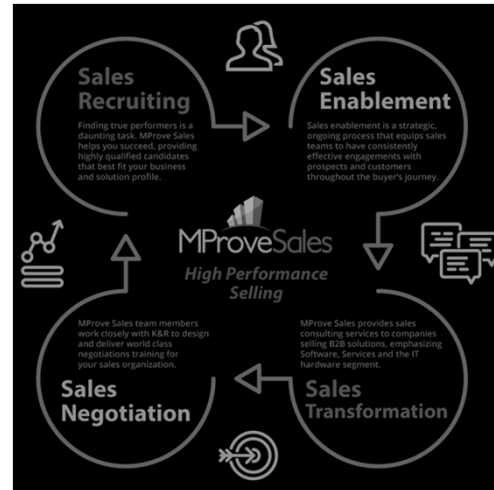 Sales
Recruiting
Finding true performers is a
daunting task. MProve Sales
helps you succeed, providing
highly qualified candidates
that best fit your business
and solution profile.
Sales
Enablement
Sales enablement is a strategic,
ongoing process that equips sales
teams to have consistently
effective engagements with
prospects and customers
throughout the buyer's journey.
MProveSales
High Performance
Selling
MProve Sales team members
work closely with K&R to design
and deliver world class
negotiations training for
your sales organization.
Sales
Negotiation
MProve Sales provides sales
consulting services to companies
selling B2B solutions, emphasizing
Software, Services and the IT
hardware segment.
Sales
Transformation